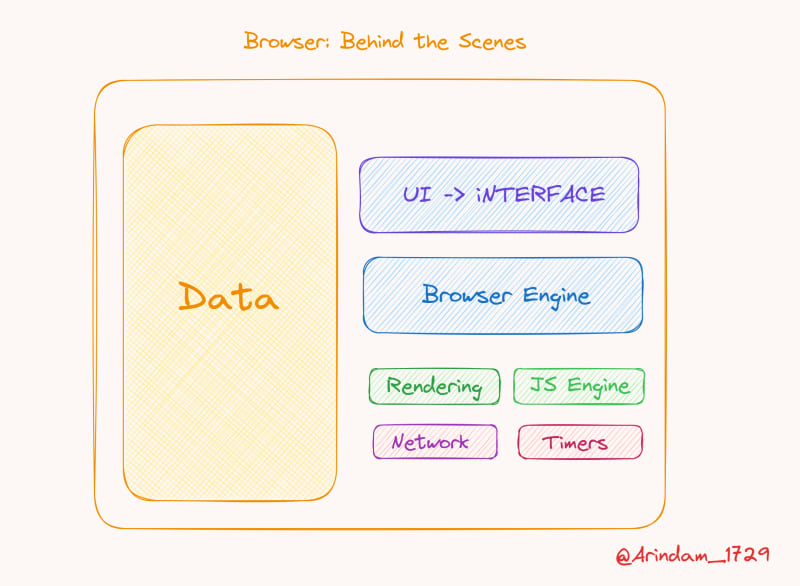 Browser: Behind the Scenes
Data
UI -> iNTERFACE
Browser Engine
Rendering
JS Engine
Network
Timers
@Arindam_1729